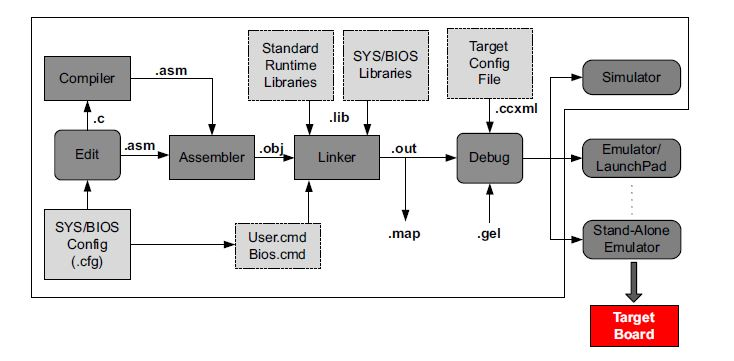 Standard
Runtime
Libraries
SYS/BIOS
Libraries
Target
Config
File
Compiler
.asm
Simulator
.c
.lib
.ccxml
Edit
.asm
Assembler
.obj
Linker
.out
Debug
Emulator/
LaunchPad
SYS/BIOS
Config
(.cfg)
User.cmd
Bios.cmd
.map
.gel
Stand-Alone
Emulator
Target
Board